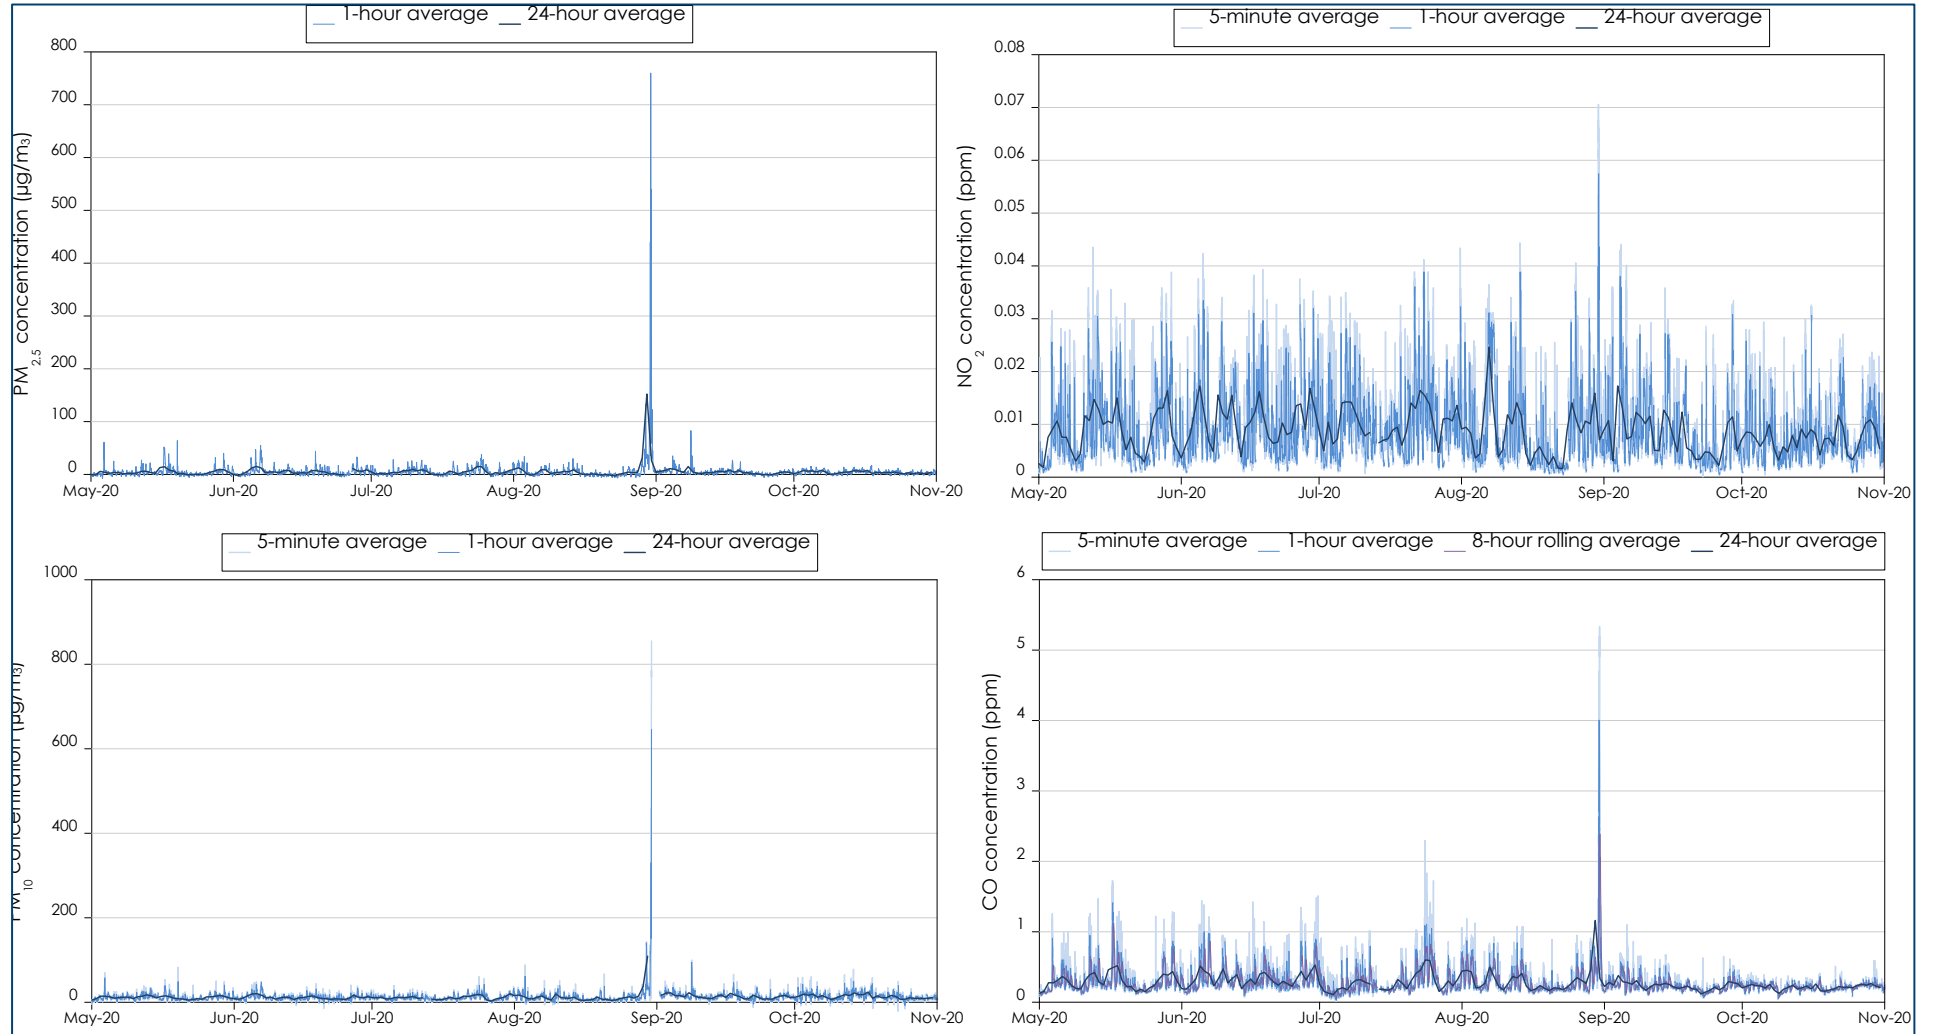 1-hour average 24-hour average
800
700
600
500
400
300
200
100
0
PM2.5 concentration (µg/m3)
May-20 Jun-20 Jul-20 Aug-20 Sep-20 Oct-20 Nov-20
5-minute average 1-hour average 24-hour average
0.08
0.07
0.06
0.05
0.04
0.03
0.02
0.01
0
NO2 concentration (ppm)
May-20 Jun-20 Jul-20 Aug-20 Sep-20 Oct-20 Nov-20
5-minute average 1-hour average 24-hour average
1000
800
600
400
200
0
PM10 concentration (µg/m3)
May-20 Jun-20 Jul-20 Aug-20 Sep-20 Oct-20 Nov-20
5-minute average 1-hour average 8-hour rolling average 24-hour average
6
5
4
3
2
1
0
CO concentration (ppm)
May-20 Jun-20 Jul-20 Aug-20 Sep-20 Oct-20 Nov-20